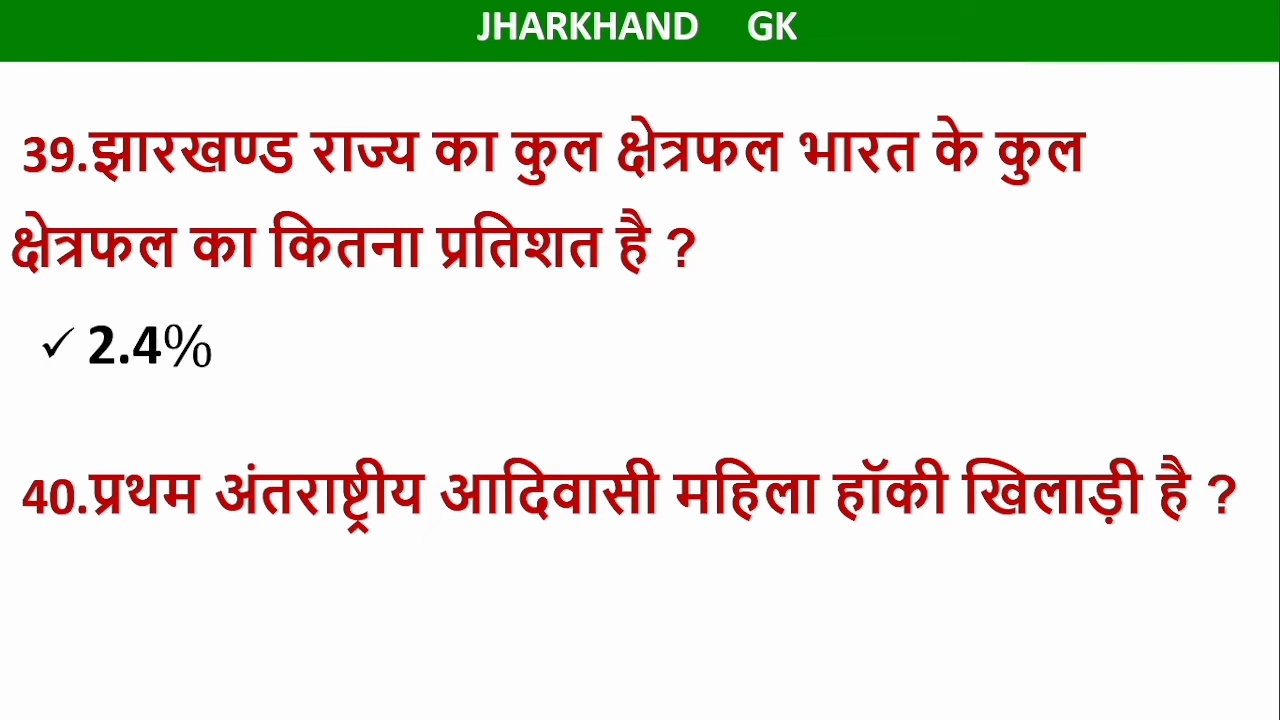 JHARKHAND GK
39.झारखण्ड राज्य का कुल क्षेत्रफल भारत के कुल
क्षेत्रफल का कितना प्रतिशत है ?
✓ 2.4%
40.प्रथम अंतराष्ट्रीय आदिवासी महिला हॉकी खिलाड़ी है ?